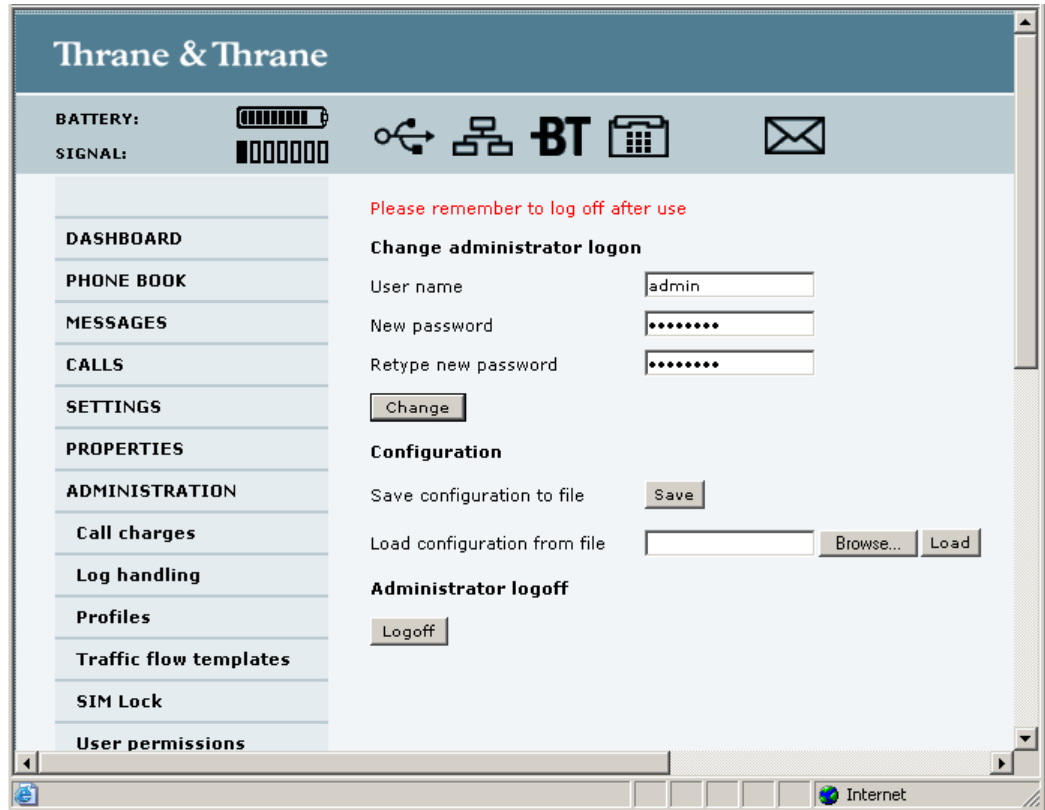 Thrane & Thrane
BATTERY:
SIGNAL:
BT
DASHBOARD
PHONE BOOK
MESSAGES
CALLS
SETTINGS
PROPERTIES
ADMINISTRATION
Call charges
Log handling
Profiles
Traffic flow templates
SIM Lock
User permissions
Please remember to log off after use
Change administrator logon
User name admin
New password ••••••••
Retype new password ••••••••
Change
Configuration
Save configuration to file Save
Load configuration from file Browse... Load
Administrator logoff
Logoff
Internet